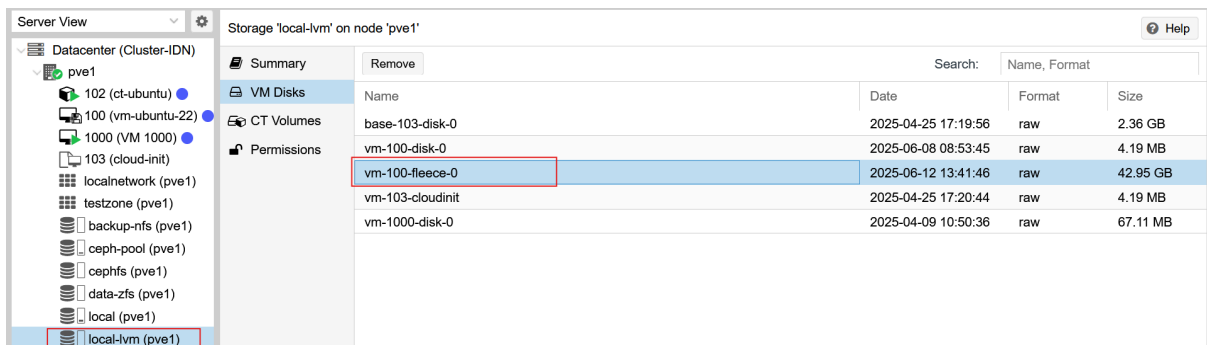 Server View
Datacenter (Cluster-IDN)
pve1
102 (ct-ubuntu)
100 (vm-ubuntu-22)
1000 (VM 1000)
103 (cloud-init)
localnetwork (pve1)
testzone (pve1)
backup-nfs (pve1)
ceph-pool (pve1)
cephfs (pve1)
data-zfs (pve1)
local (pve1)
local-lvm (pve1)
Storage 'local-lvm' on node 'pve1'
Help
Summary
VM Disks
CT Volumes
Permissions
Remove
Search: Name, Format
Name Date Format Size
base-103-disk-0 2025-04-25 17:19:56 raw 2.36 GB
vm-100-disk-0 2025-06-08 08:53:45 raw 4.19 MB
vm-100-fleece-0 2025-06-12 13:41:46 raw 42.95 GB
vm-103-cloudinit 2025-04-25 17:20:44 raw 4.19 MB
vm-1000-disk-0 2025-04-09 10:50:36 raw 67.11 MB